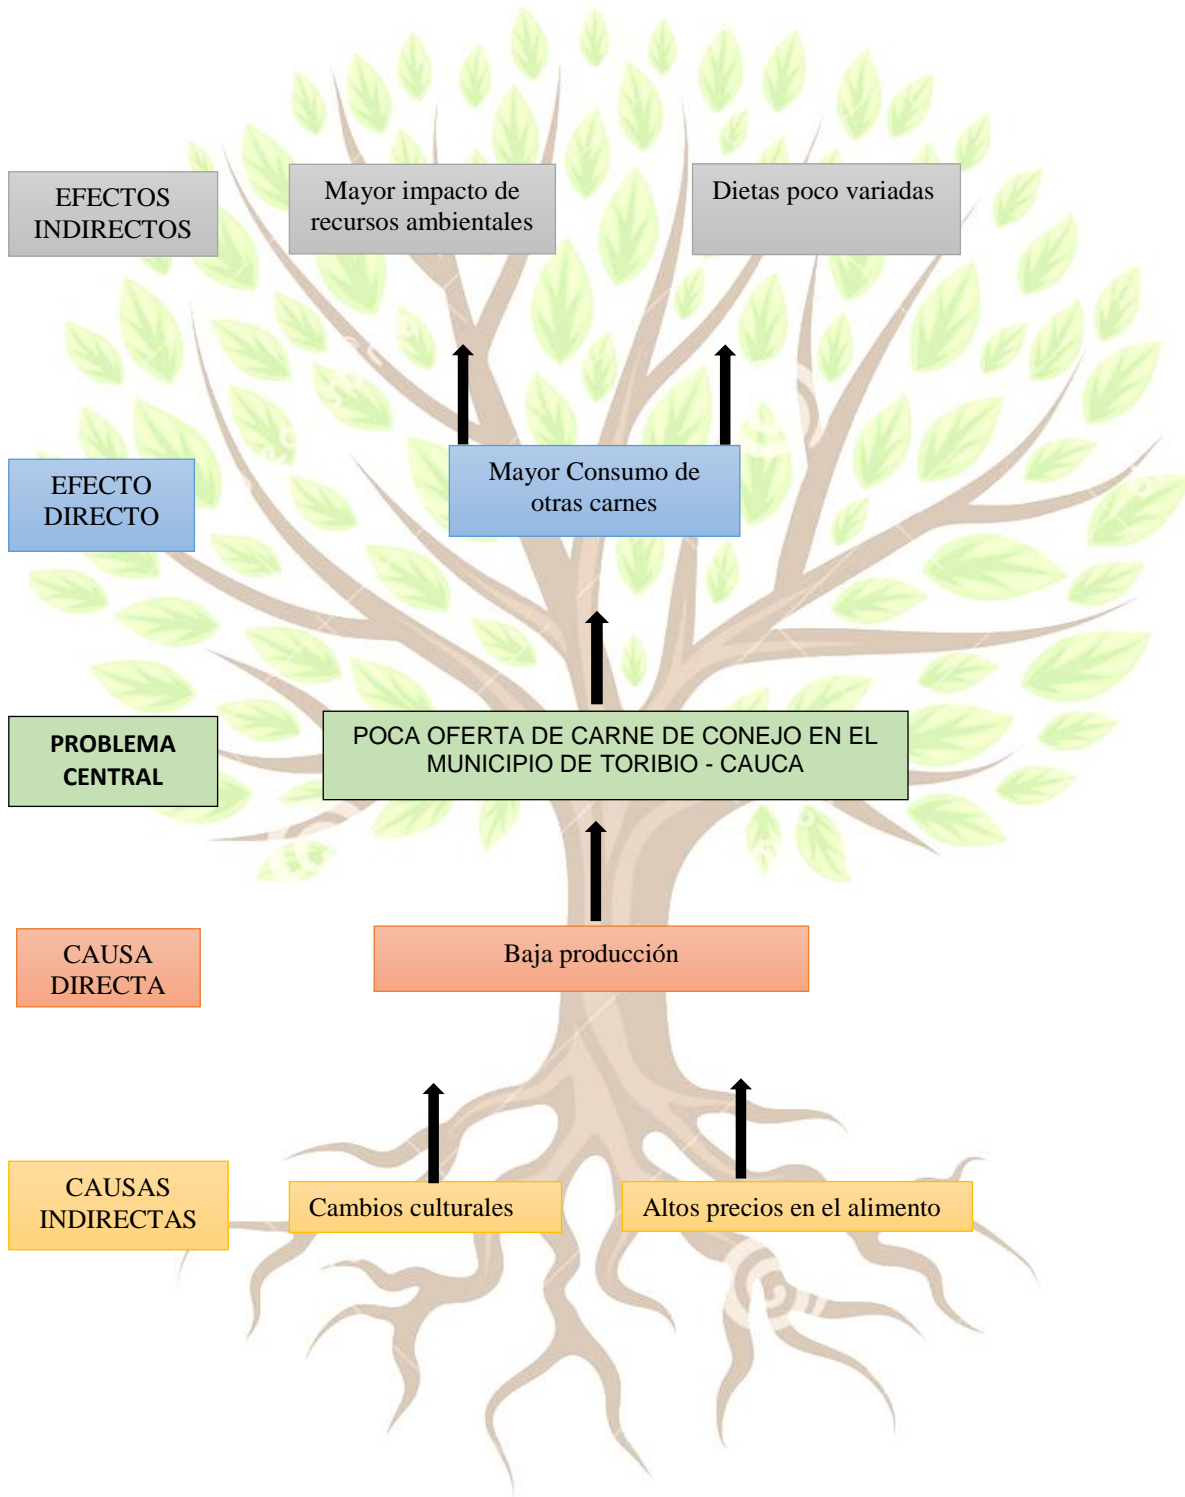 EFECTOS
INDIRECTOS
Mayor impacto de
recursos ambientales
Dietas poco variadas
EFECTO
DIRECTO
Mayor Consumo de
otras carnes
PROBLEMA
CENTRAL
POCA OFERTA DE CARNE DE CONEJO EN EL
MUNICIPIO DE TORIBIO - CAUCA
CAUSA
DIRECTA
Baja producción
CAUSAS
INDIRECTAS
Cambios culturales
Altos precios en el alimento